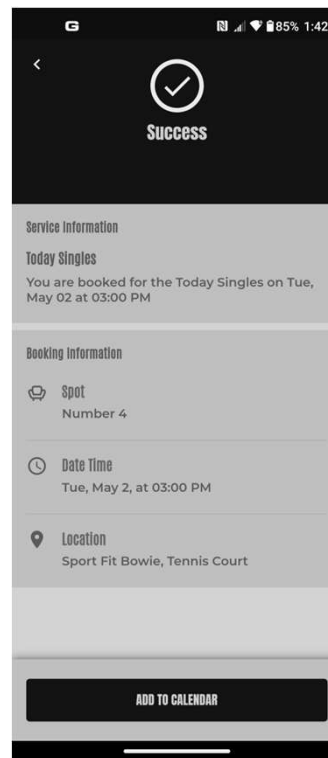 G 85% 1:42
Success
Service Information
Today Singles
You are booked for the Today Singles on Tue,
May 02 at 03:00 PM
Booking Information
Spot
Number 4
Date Time
Tue, May 2, at 03:00 PM
Location
Sport Fit Bowie, Tennis Court
ADD TO CALENDAR